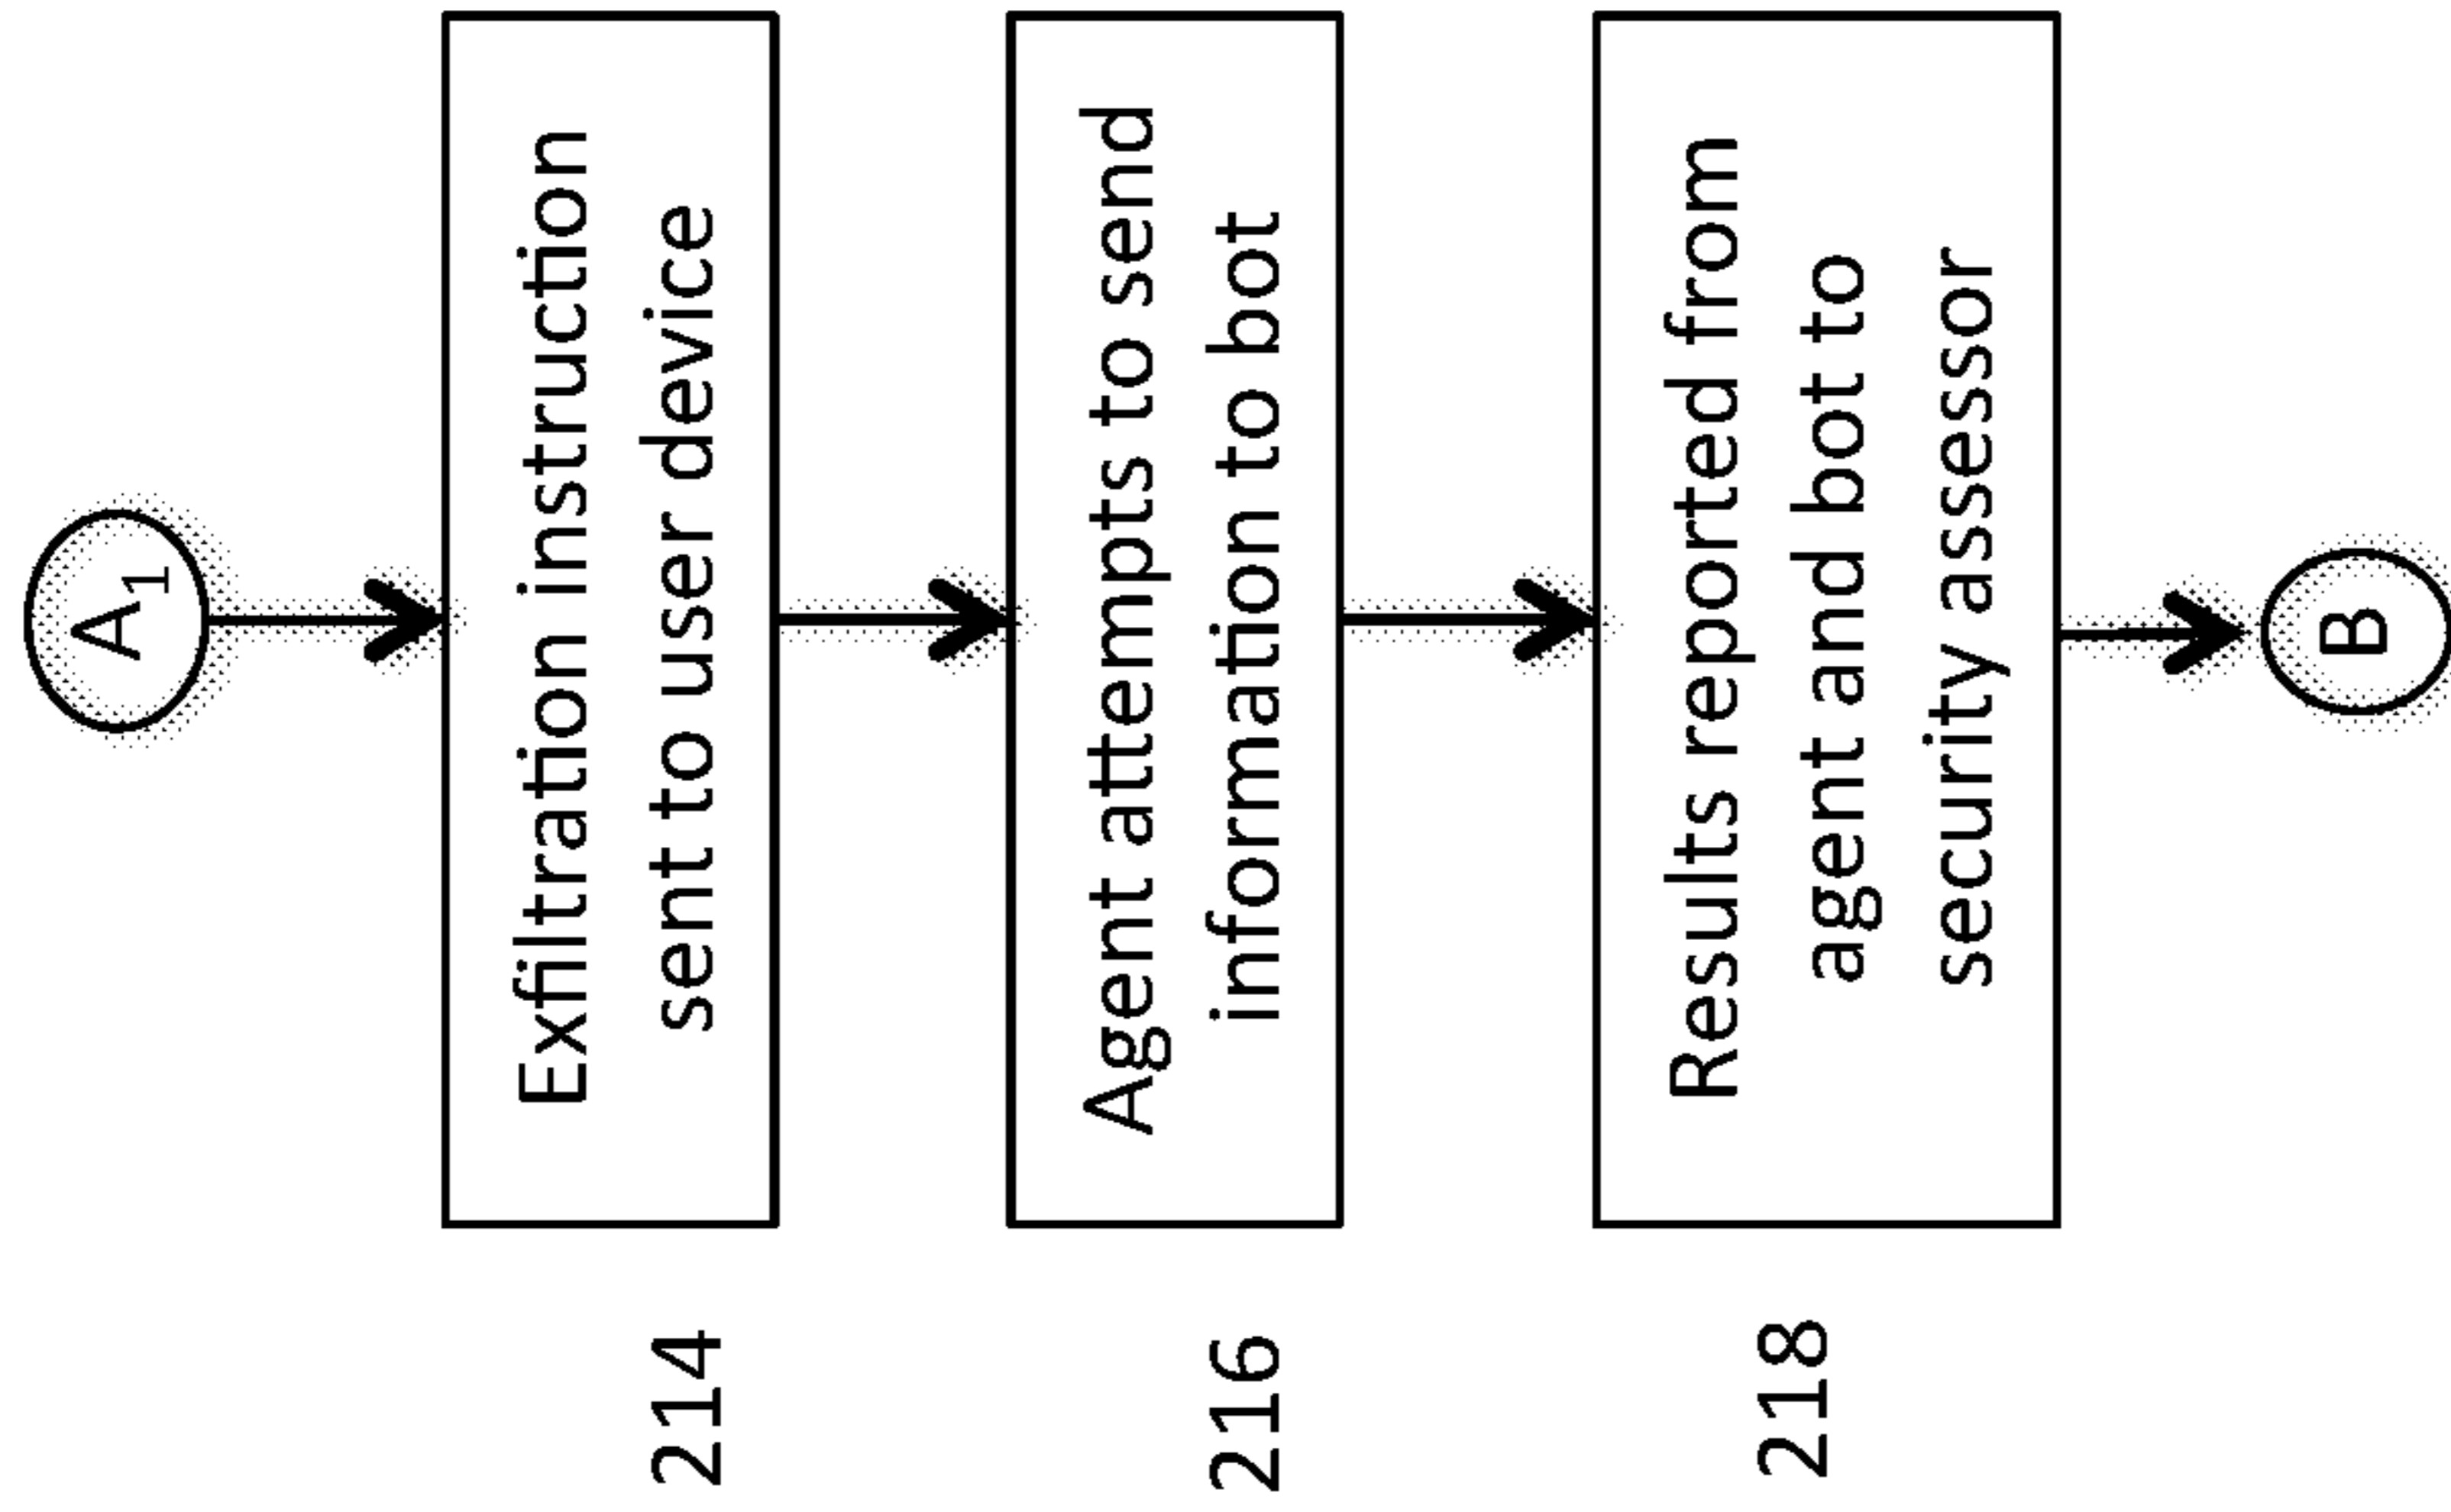 A1
Exfiltration instruction
sent to user device
214
Agent attempts to send
information to bot
216
Results reported from
agent and bot to
security assessor
218
B